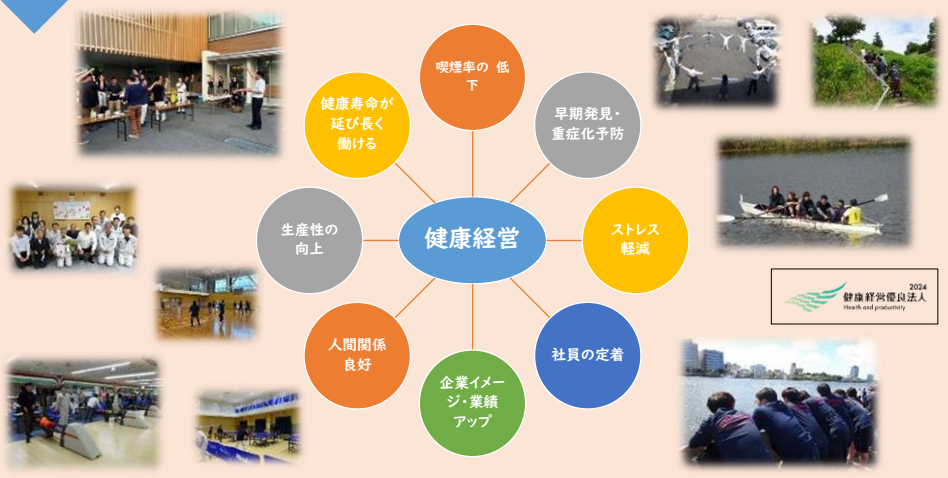 喫煙率の 低
下
早期発見・
重症化予防
ストレス
軽減
社員の定着
企業イメー
ジ・業績
アップ
人間関係
良好
生産性の
向上
健康寿命が
延び長く
働ける
健康経営
2024
健康経営優良法人
Health and productivity